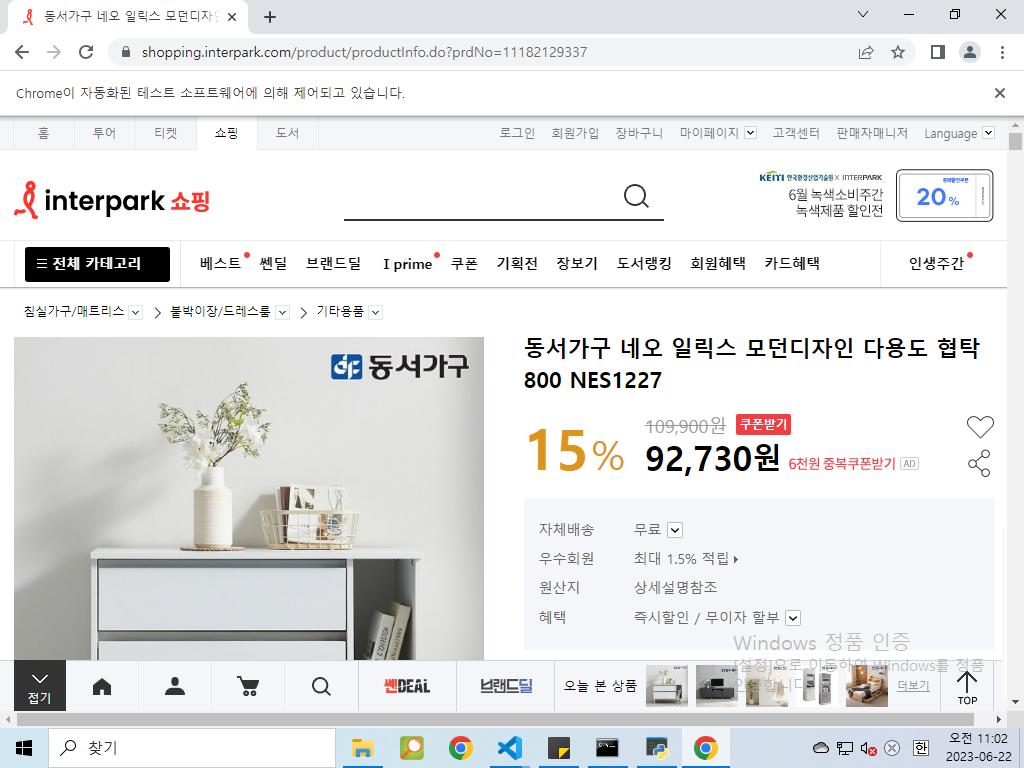 동서가구 네오 일릭스 모던디자인
shopping.interpark.com/product/productInfo.do?prdNo=11182129337
Chrome이 자동화된 테스트 소프트웨어에 의해 제어되고 있습니다.
홈 투어 티켓 쇼핑 도서 로그인 회원가입 장바구니 마이페이지 고객센터 판매자매니저 Language
interpark 쇼핑
KEITI 한국환경산업기술원 X INTERPARK
6월 녹색소비주간
녹색제품 할인전
중복할인쿠폰
20%
전체 카테고리 베스트 쎈딜 브랜드딜 I prime 쿠폰 기획전 장보기 도서랭킹 회원혜택 카드혜택 인생주간
침실가구/매트리스 > 붙박이장/드레스룸 > 기타용품
동서가구
동서가구 네오 일릭스 모던디자인 다용도 협탁
800 NES1227
15%
109,900원 쿠폰받기
92,730원 6천원 중복쿠폰받기 AD
자체배송 무료
우수회원 최대 1.5% 적립
원산지 상세설명참조
혜택 즉시할인 / 무이자 할부
Windows 정품 인증
[설정]으로 이동하여 Windows를 정품
접기
쎈DEAL
브랜드딜
오늘 본 상품
더보기
TOP
찾기
한
오전 11:02
2023-06-22